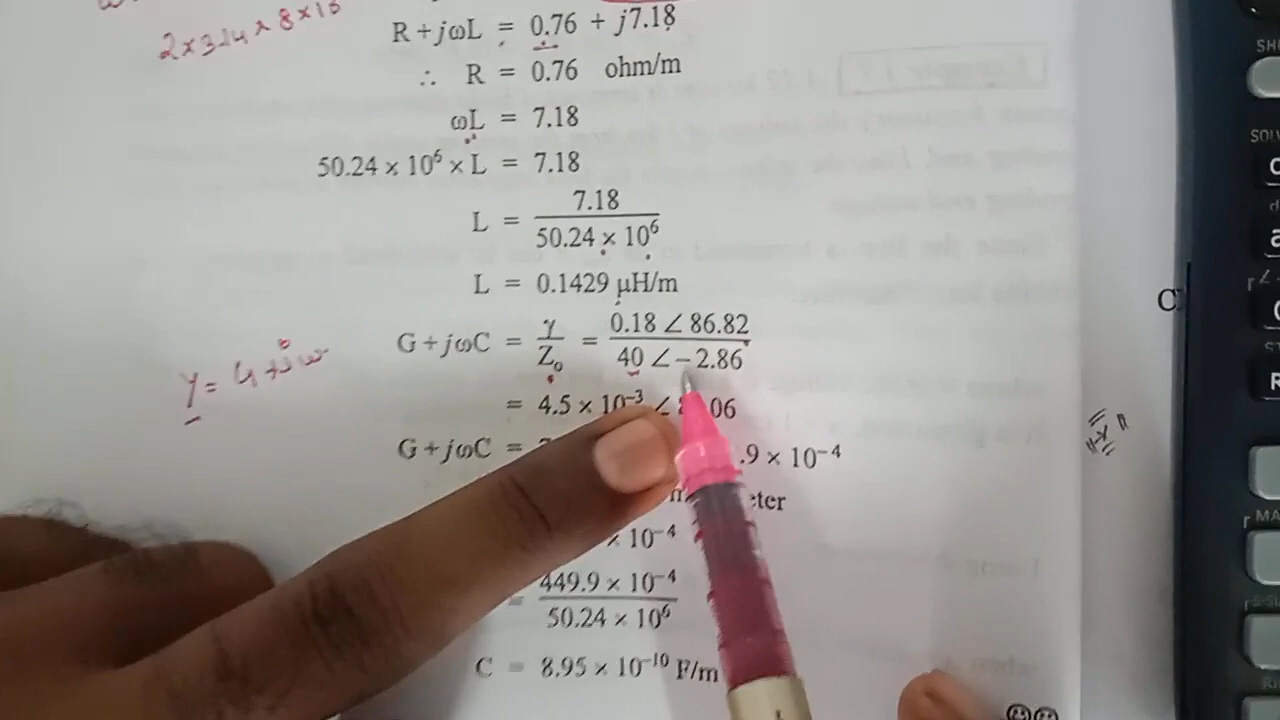 2×3.14×8×10
R + jωL = 0.76 + j7.18
∴ R = 0.76 ohm/m
ωL = 7.18
50.24 × 10⁶ × L = 7.18
L = 7.18 / 50.24 × 10⁶
L = 0.1429 μH/m
G + jωC = γ / Z₀ = 0.18 ∠ 86.82 / 40 ∠ − 2.86
γ = G + jω
= 4.5 × 10⁻³ ∠ 06
G + jωC = .9 × 10⁻⁴
eter
× 10⁻⁴
= 449.9 × 10⁻⁴ / 50.24 × 10⁶
C = 8.95 × 10⁻¹⁰ F/m